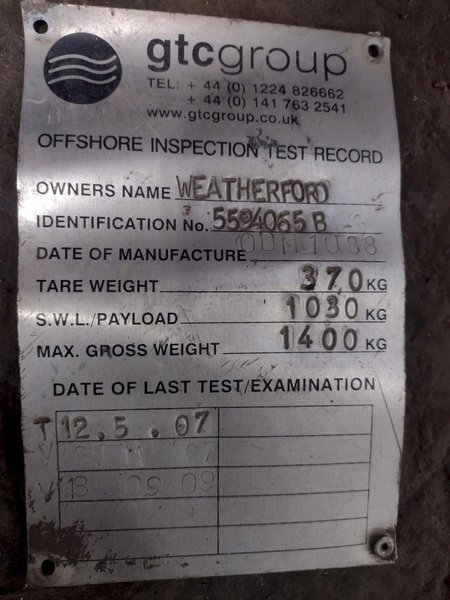 gtcgroup
TEL: + 44 (0) 1224 826662
+ 44 (0) 141 763 2541
www.gtcgroup.co.uk
OFFSHORE INSPECTION TEST RECORD
OWNERS NAME WEATHERFORD
IDENTIFICATION No. 5594065 B
DATE OF MANUFACTURE
TARE WEIGHT 370 KG
S.W.L./PAYLOAD 1030 KG
MAX. GROSS WEIGHT 1400 KG
DATE OF LAST TEST/EXAMINATION
T 12.5.07
V 07
V 18 09 09